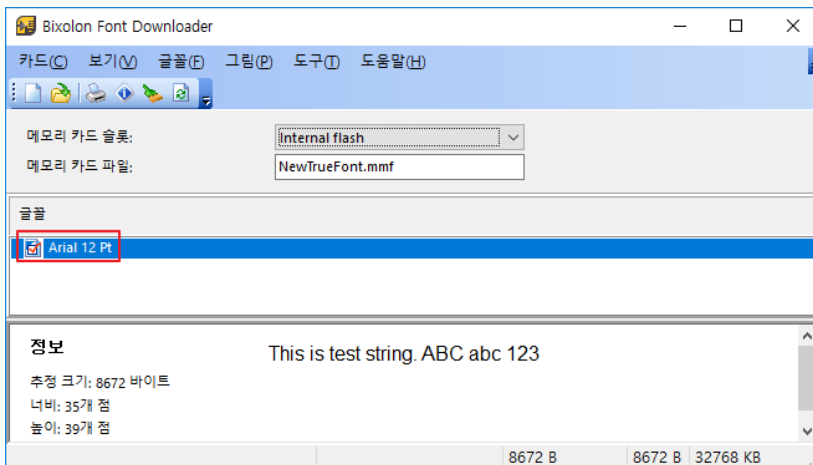 Bixolon Font Downloader
카드(C) 보기(V) 글꼴(F) 그림(P) 도구(T) 도움말(H)
메모리 카드 슬롯: Internal flash
메모리 카드 파일: NewTrueFont.mmf
글꼴
Arial 12 Pt
정보
This is test string. ABC abc 123
추정 크기: 8672 바이트
너비: 35개 점
높이: 39개 점
8672 B 8672 B 32768 KB